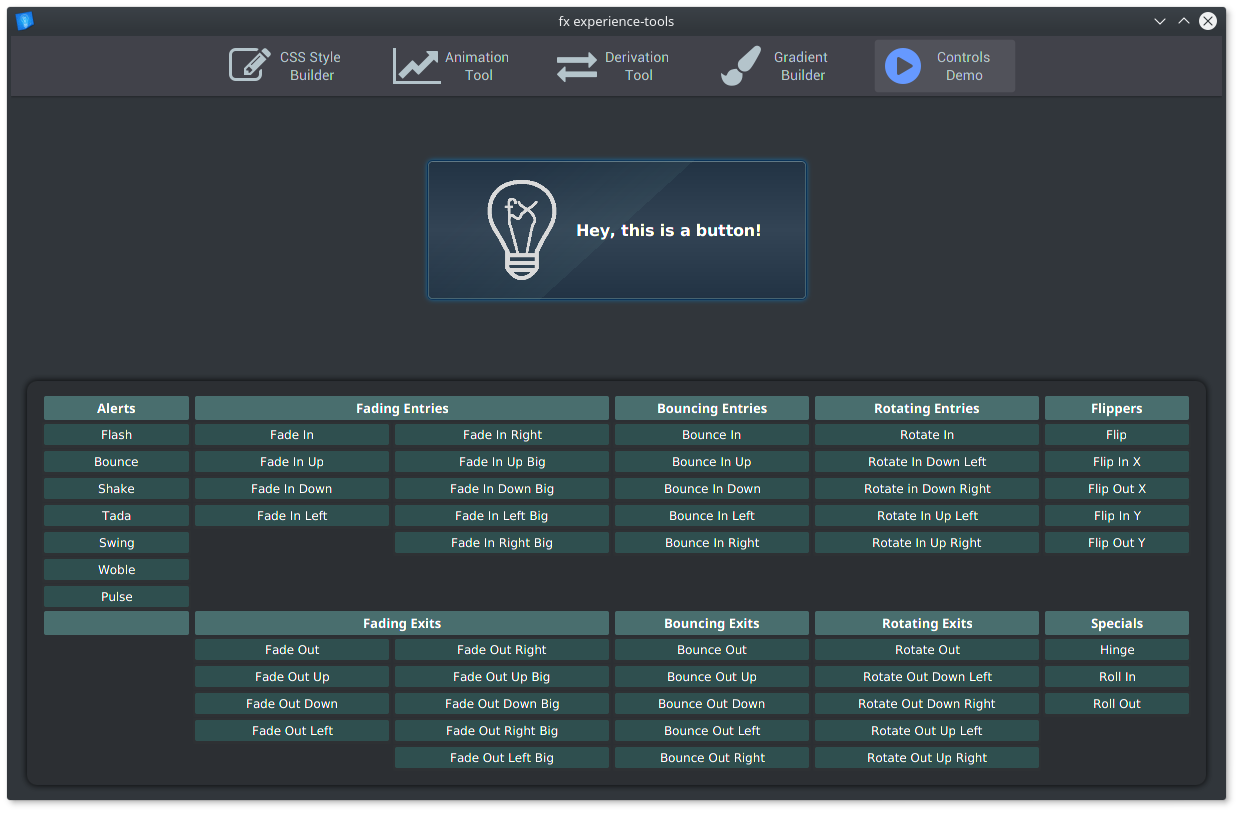 fx experience-tools
CSS Style
Builder
Animation
Tool
Derivation
Tool
Gradient
Builder
Controls
Demo
fx
Hey, this is a button!
Alerts
Flash
Bounce
Shake
Tada
Swing
Woble
Pulse
Fading Entries
Fade In
Fade In Up
Fade In Down
Fade In Left
Fade In Right
Fade In Up Big
Fade In Down Big
Fade In Left Big
Fade In Right Big
Bouncing Entries
Bounce In
Bounce In Up
Bounce In Down
Bounce In Left
Bounce In Right
Rotating Entries
Rotate In
Rotate In Down Left
Rotate in Down Right
Rotate In Up Left
Rotate In Up Right
Flippers
Flip
Flip In X
Flip Out X
Flip In Y
Flip Out Y
Fading Exits
Fade Out
Fade Out Up
Fade Out Down
Fade Out Left
Fade Out Right
Fade Out Up Big
Fade Out Down Big
Fade Out Right Big
Fade Out Left Big
Bouncing Exits
Bounce Out
Bounce Out Up
Bounce Out Down
Bounce Out Left
Bounce Out Right
Rotating Exits
Rotate Out
Rotate Out Down Left
Rotate Out Down Right
Rotate Out Up Left
Rotate Out Up Right
Specials
Hinge
Roll In
Roll Out